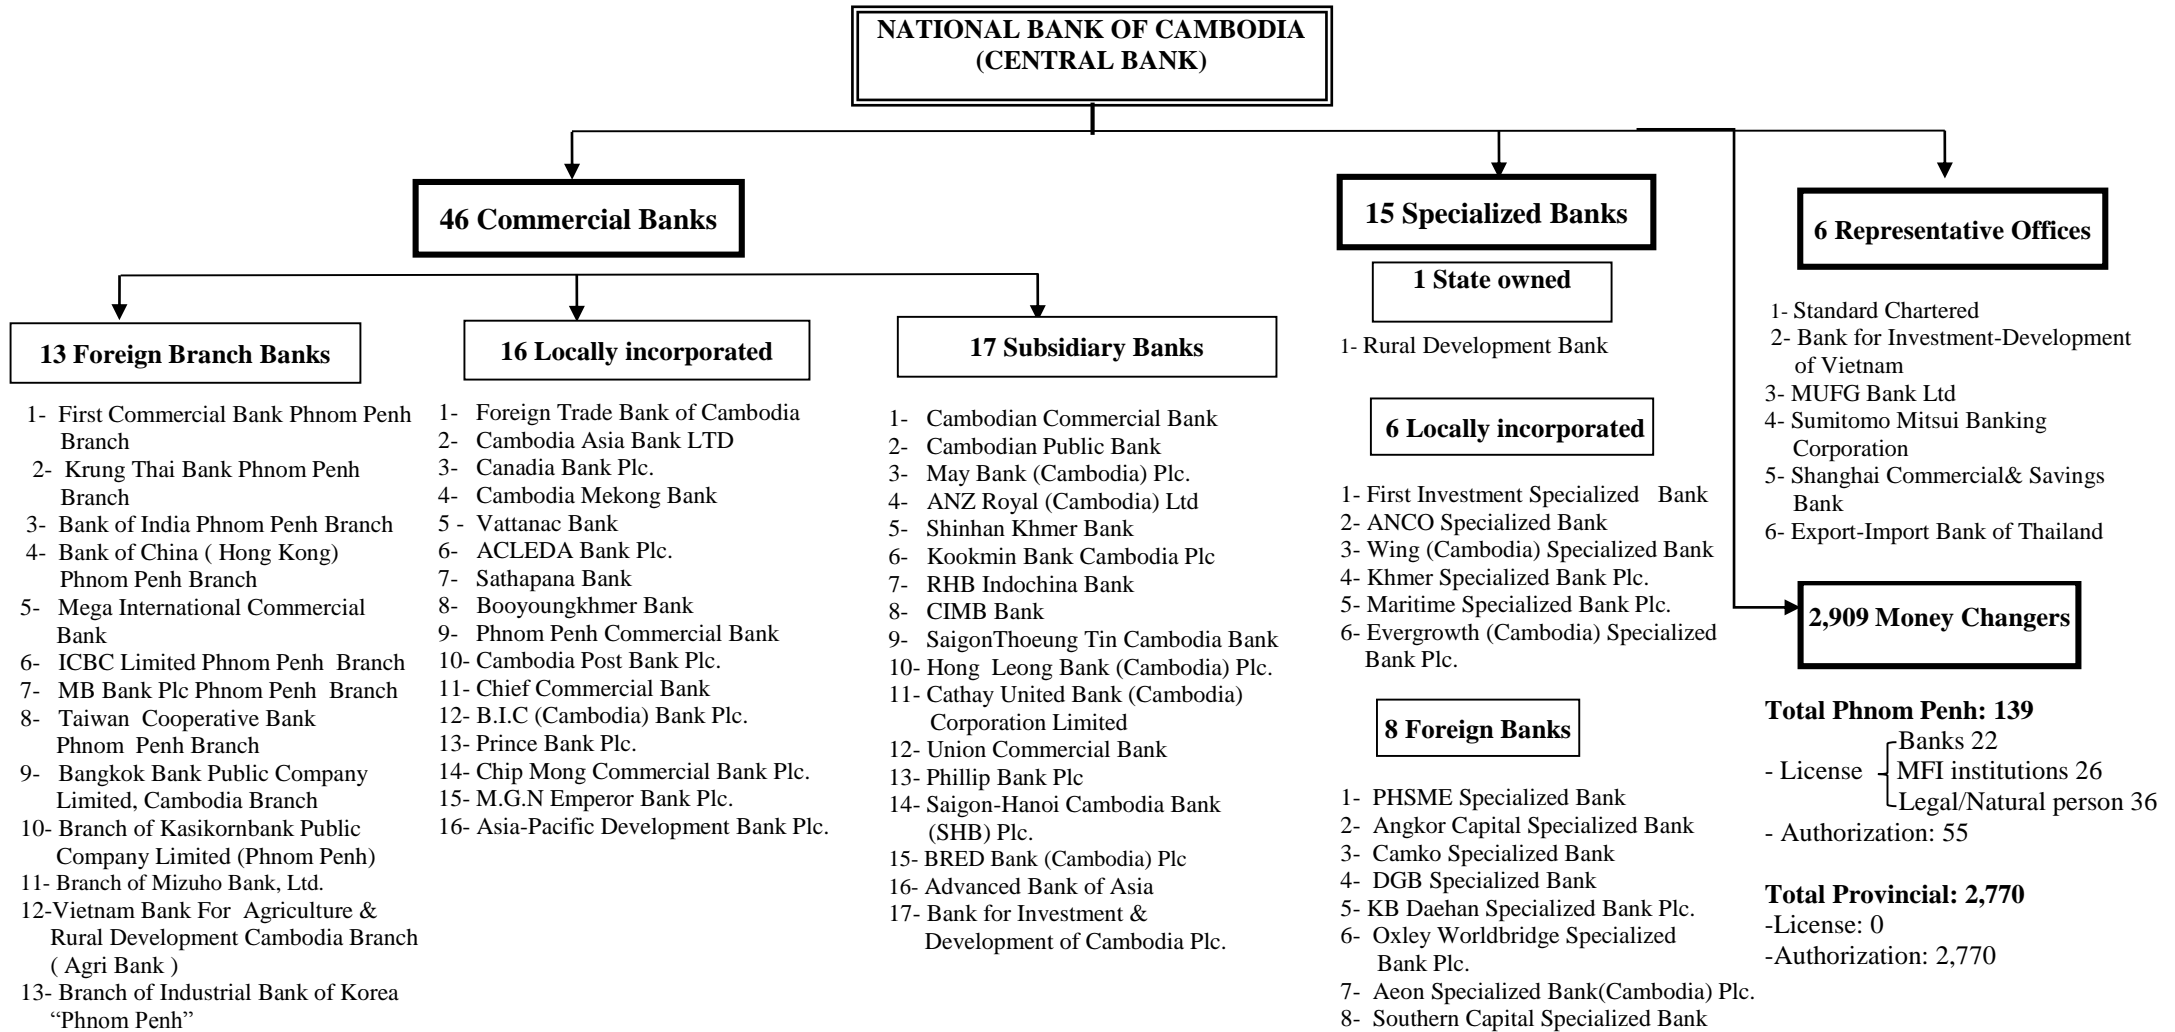 NATIONAL BANK OF CAMBODIA
(CENTRAL BANK)
46 Commercial Banks
13 Foreign Branch Banks
1- First Commercial Bank Phnom Penh
Branch
2- Krung Thai Bank Phnom Penh
Branch
3- Bank of India Phnom Penh Branch
4- Bank of China ( Hong Kong)
Phnom Penh Branch
5- Mega International Commercial
Bank
6- ICBC Limited Phnom Penh Branch
7- MB Bank Plc Phnom Penh Branch
8- Taiwan Cooperative Bank
Phnom Penh Branch
9- Bangkok Bank Public Company
Limited, Cambodia Branch
10- Branch of Kasikornbank Public
Company Limited (Phnom Penh)
11- Branch of Mizuho Bank, Ltd.
12-Vietnam Bank For Agriculture &
Rural Development Cambodia Branch
( Agri Bank )
13- Branch of Industrial Bank of Korea
“Phnom Penh”
16 Locally incorporated
1- Foreign Trade Bank of Cambodia
2- Cambodia Asia Bank LTD
3- Canadia Bank Plc.
4- Cambodia Mekong Bank
5 - Vattanac Bank
6- ACLEDA Bank Plc.
7- Sathapana Bank
8- Booyoungkhmer Bank
9- Phnom Penh Commercial Bank
10- Cambodia Post Bank Plc.
11- Chief Commercial Bank
12- B.I.C (Cambodia) Bank Plc.
13- Prince Bank Plc.
14- Chip Mong Commercial Bank Plc.
15- M.G.N Emperor Bank Plc.
16- Asia-Pacific Development Bank Plc.
17 Subsidiary Banks
1- Cambodian Commercial Bank
2- Cambodian Public Bank
3- May Bank (Cambodia) Plc.
4- ANZ Royal (Cambodia) Ltd
5- Shinhan Khmer Bank
6- Kookmin Bank Cambodia Plc
7- RHB Indochina Bank
8- CIMB Bank
9- SaigonThoeung Tin Cambodia Bank
10- Hong Leong Bank (Cambodia) Plc.
11- Cathay United Bank (Cambodia)
Corporation Limited
12- Union Commercial Bank
13- Phillip Bank Plc
14- Saigon-Hanoi Cambodia Bank
(SHB) Plc.
15- BRED Bank (Cambodia) Plc
16- Advanced Bank of Asia
17- Bank for Investment &
Development of Cambodia Plc.
15 Specialized Banks
1 State owned
1- Rural Development Bank
6 Locally incorporated
1- First Investment Specialized Bank
2- ANCO Specialized Bank
3- Wing (Cambodia) Specialized Bank
4- Khmer Specialized Bank Plc.
5- Maritime Specialized Bank Plc.
6- Evergrowth (Cambodia) Specialized
Bank Plc.
8 Foreign Banks
1- PHSME Specialized Bank
2- Angkor Capital Specialized Bank
3- Camko Specialized Bank
4- DGB Specialized Bank
5- KB Daehan Specialized Bank Plc.
6- Oxley Worldbridge Specialized
Bank Plc.
7- Aeon Specialized Bank(Cambodia) Plc.
8- Southern Capital Specialized Bank
6 Representative Offices
1- Standard Chartered
2- Bank for Investment-Development
of Vietnam
3- MUFG Bank Ltd
4- Sumitomo Mitsui Banking
Corporation
5- Shanghai Commercial& Savings
Bank
6- Export-Import Bank of Thailand
2,909 Money Changers
Total Phnom Penh: 139
Banks 22
- License MFI institutions 26
Legal/Natural person 36
- Authorization: 55
Total Provincial: 2,770
-License: 0
-Authorization: 2,770